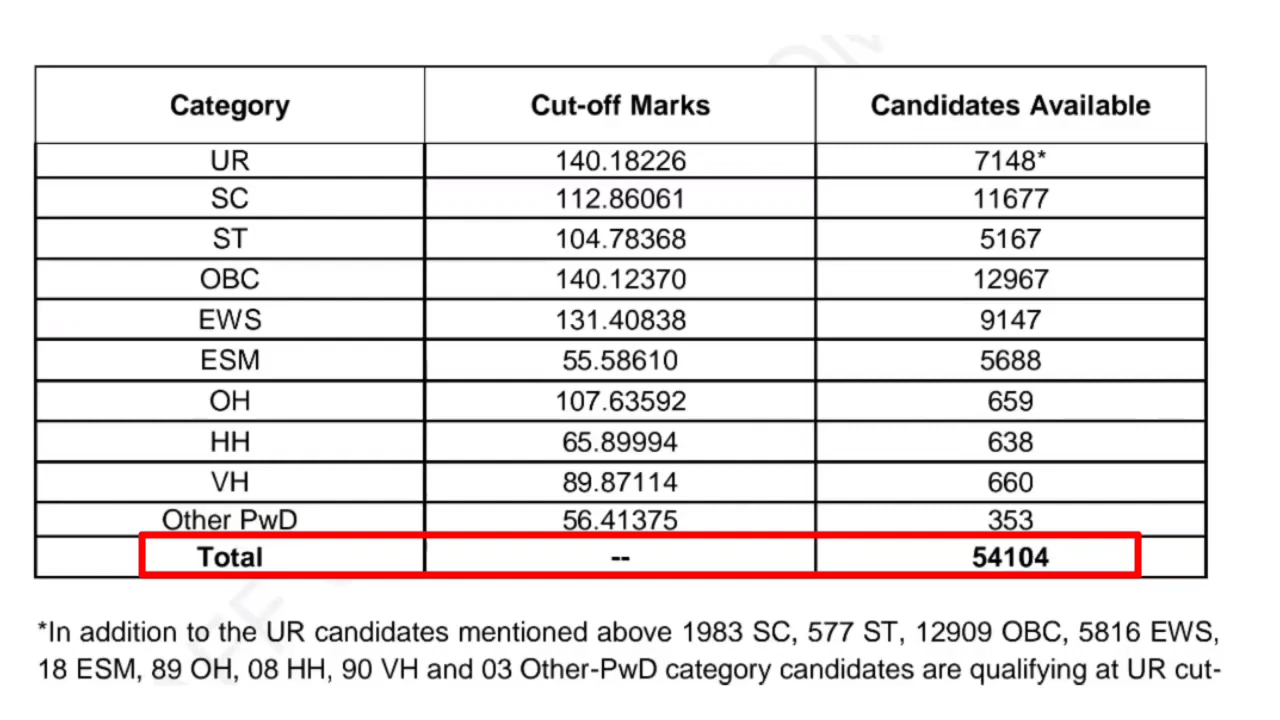 Category Cut-off Marks Candidates Available
UR 140.18226 7148*
SC 112.86061 11677
ST 104.78368 5167
OBC 140.12370 12967
EWS 131.40838 9147
ESM 55.58610 5688
OH 107.63592 659
HH 65.89994 638
VH 89.87114 660
Other PwD 56.41375 353
Total -- 54104
*In addition to the UR candidates mentioned above 1983 SC, 577 ST, 12909 OBC, 5816 EWS,
18 ESM, 89 OH, 08 HH, 90 VH and 03 Other-PwD category candidates are qualifying at UR cut-